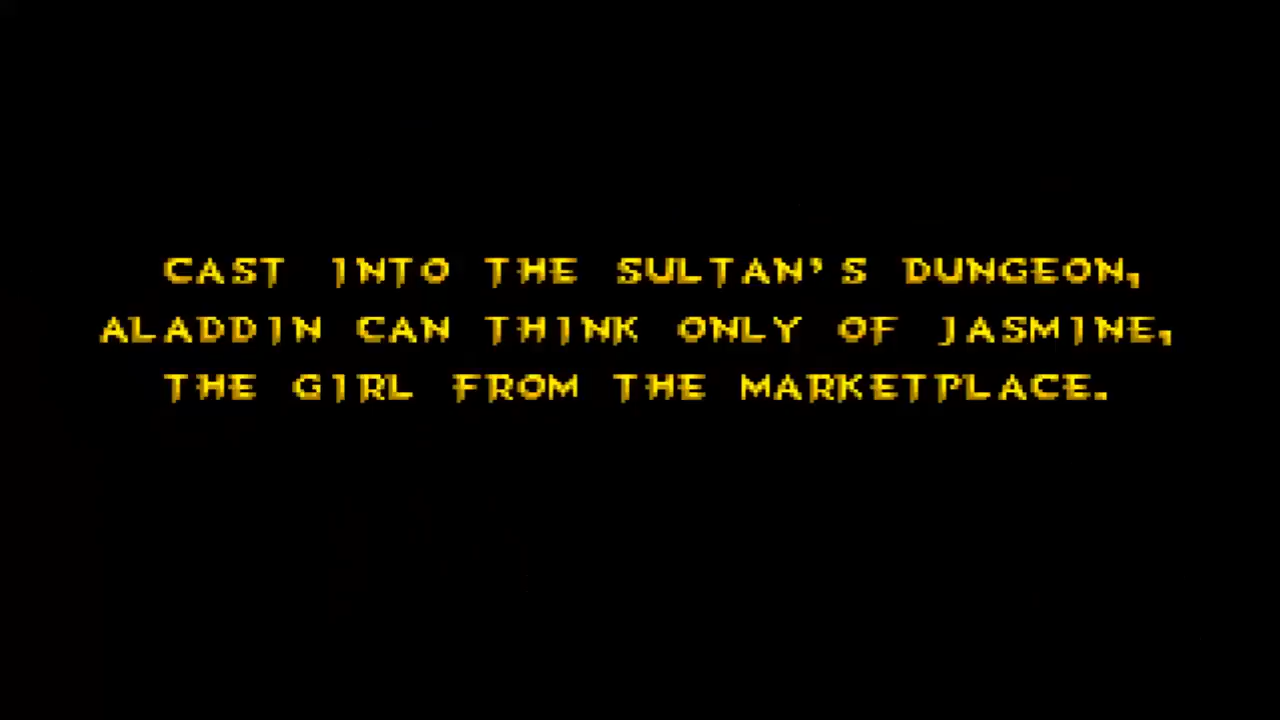 CAST INTO THE SULTAN'S DUNGEON,
ALADDIN CAN THINK ONLY OF JASMINE,
THE GIRL FROM THE MARKETPLACE.